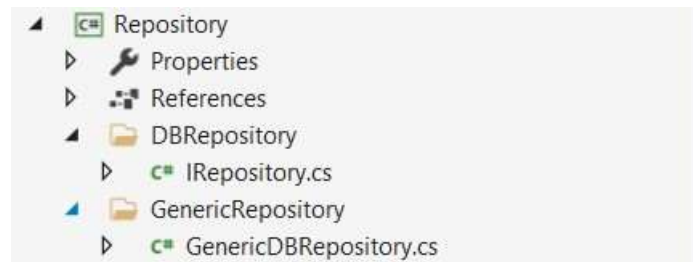 C# Repository
Properties
References
DBRepository
C# IRepository.cs
GenericRepository
C# GenericDBRepository.cs